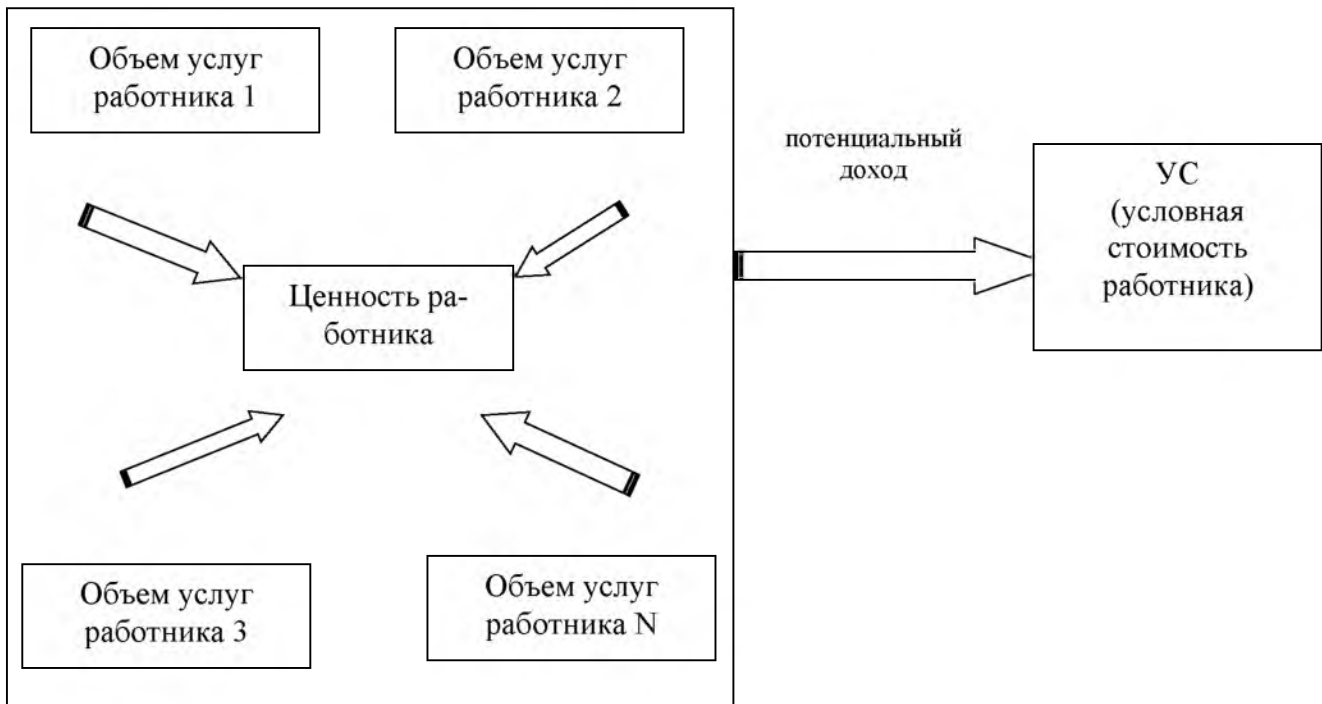 Объем услуг
работника 1
Объем услуг
работника 2
потенциальный
доход
УС
(условная
стоимость
работника)
Ценность ра-
ботника
Объем услуг
работника 3
Объем услуг
работника N